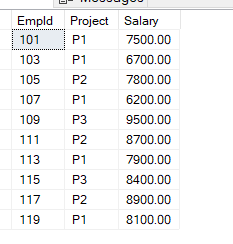 Messages
EmpId Project Salary
101 P1 7500.00
103 P1 6700.00
105 P2 7800.00
107 P1 6200.00
109 P3 9500.00
111 P2 8700.00
113 P1 7900.00
115 P3 8400.00
117 P2 8900.00
119 P1 8100.00